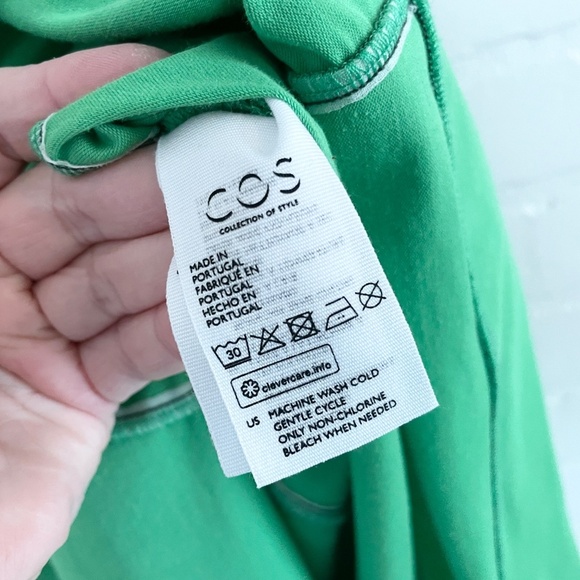 COS
COLLECTION OF STYLE
MADE IN
PORTUGAL
FABRIQUÉ EN
PORTUGAL
HECHO EN
PORTUGAL
30
clevercare.info
US MACHINE WASH COLD
GENTLE CYCLE
ONLY NON-CHLORINE
BLEACH WHEN NEEDED